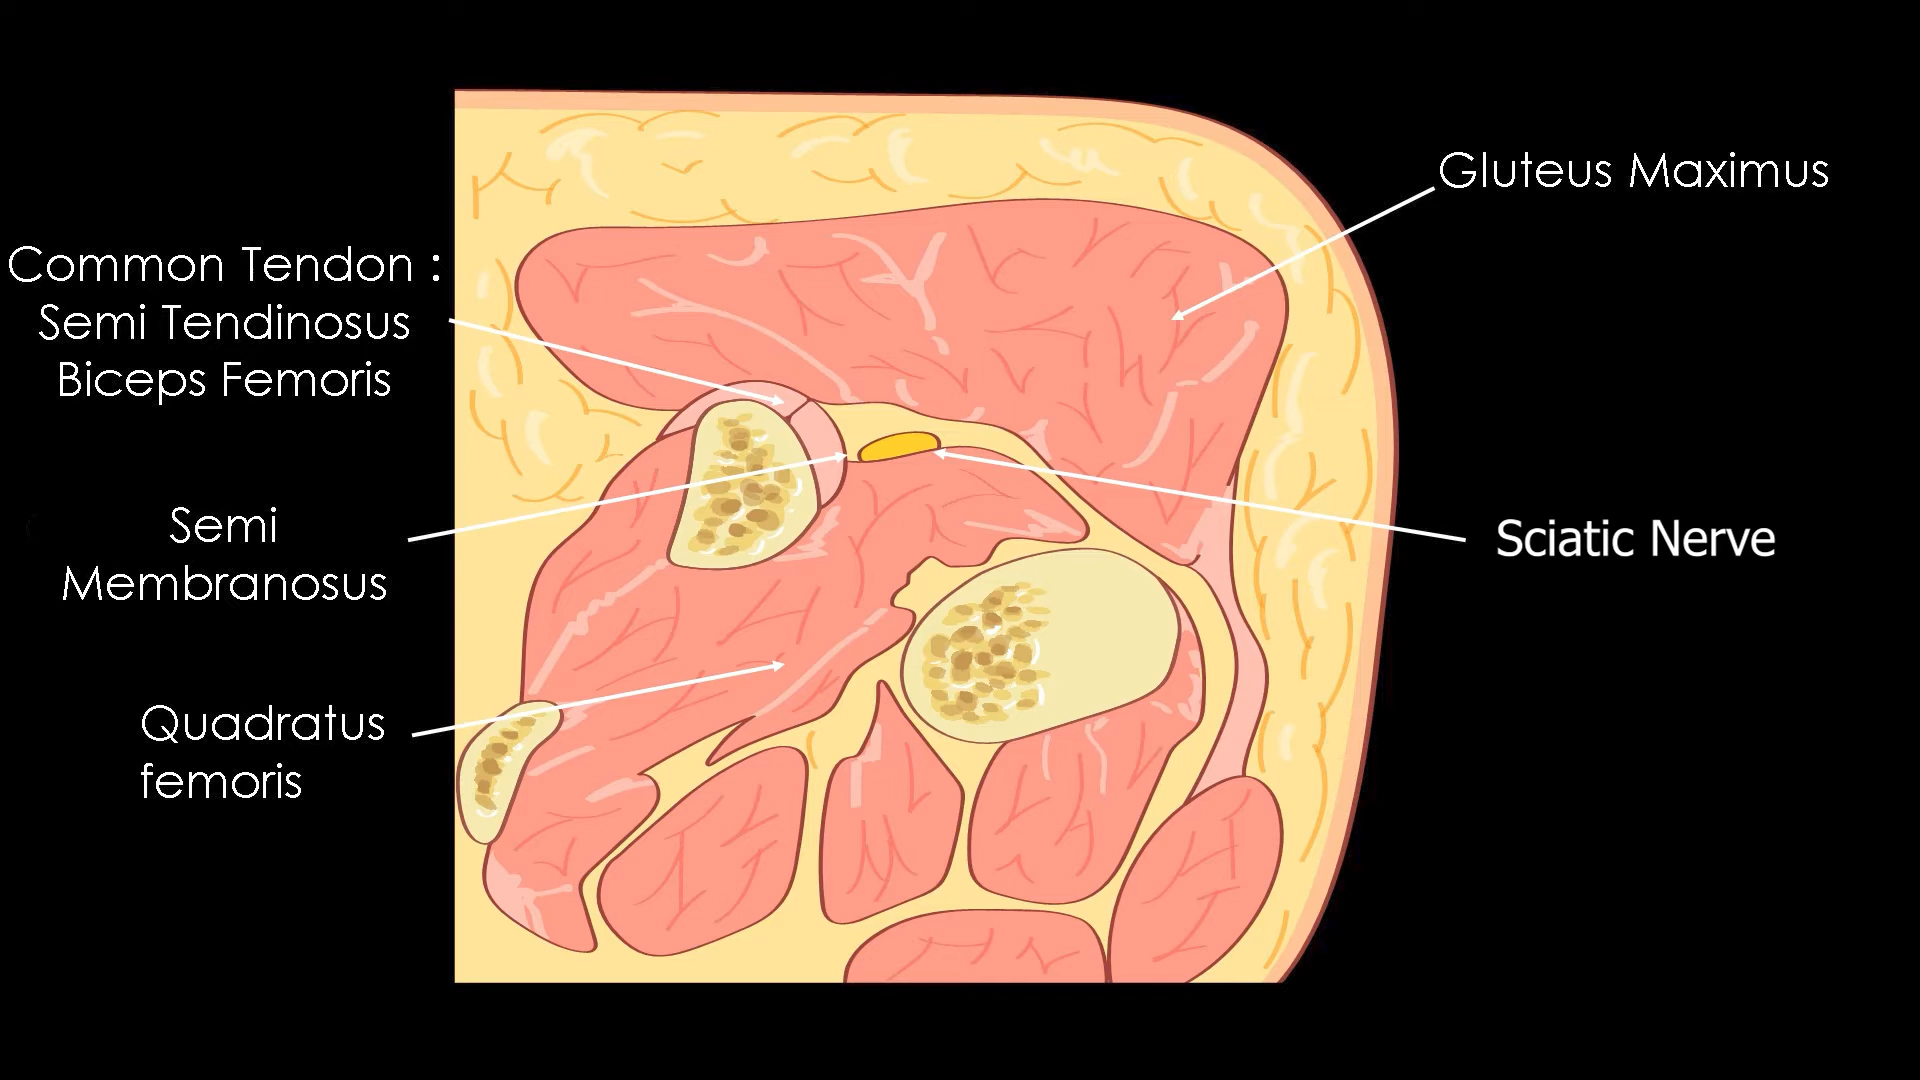 Gluteus Maximus
Common Tendon :
Semi Tendinosus
Biceps Femoris
Semi
Membranosus
Sciatic Nerve
Quadratus
femoris